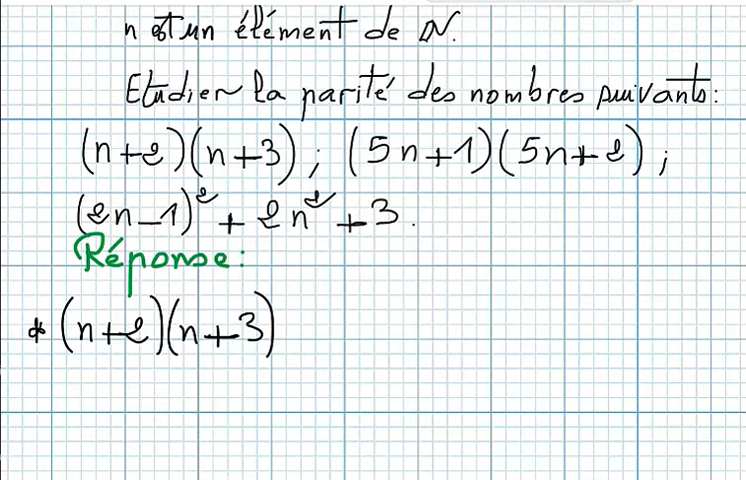 n est un élément de ℕ.
Etudier la parité des nombres suivants:
(n+2)(n+3); (5n+1)(5n+2);
(2n-1)² + 2n² + 3.
Réponse:
* (n+2)(n+3)